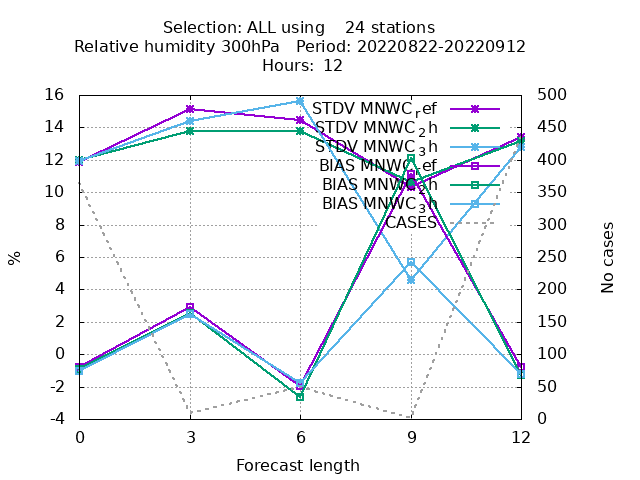 Selection: ALL using 24 stations
Relative humidity 300hPa Period: 20220822-20220912
Hours: 12
STDV MNWC_ref
STDV MNWC_2h
STDV MNWC_3h
BIAS MNWC_ref
BIAS MNWC_2h
BIAS MNWC_3h
CASES
16
14
12
10
8
6
4
2
0
-2
-4
%
500
450
400
350
300
250
200
150
100
50
0
No cases
0 3 6 9 12
Forecast length